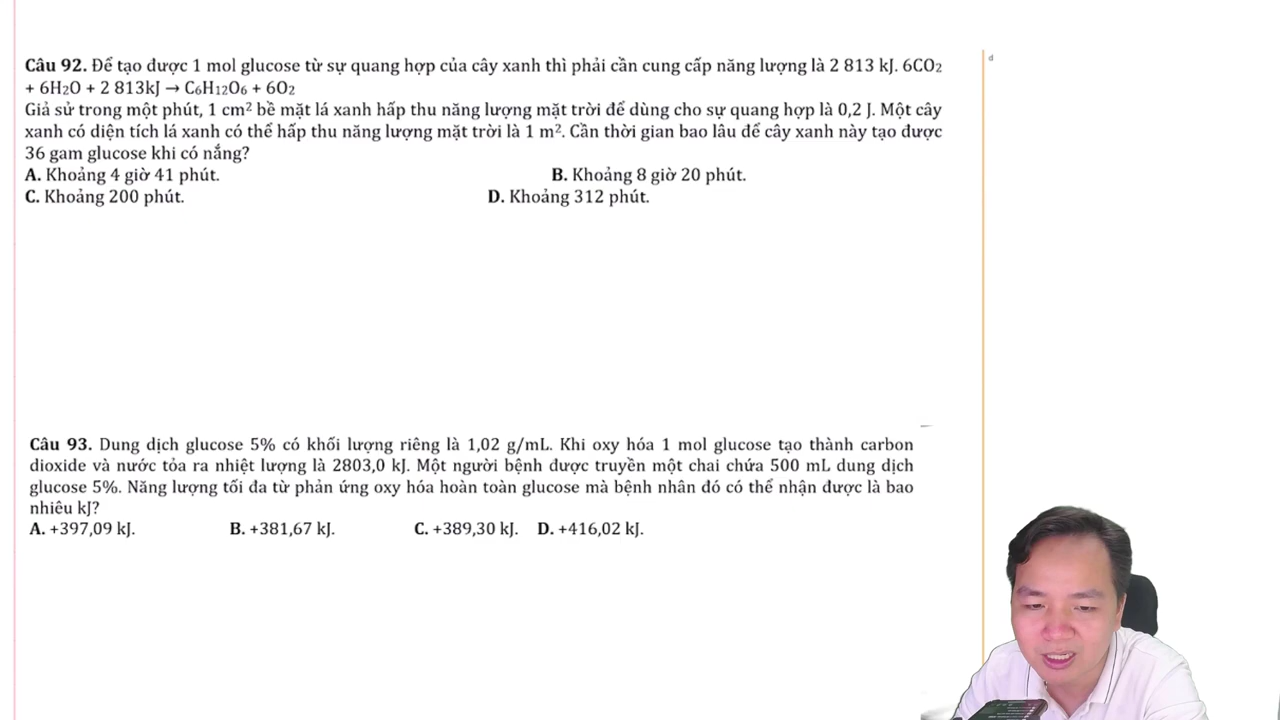 Câu 92. Để tạo được 1 mol glucose từ sự quang hợp của cây xanh thì phải cần cung cấp năng lượng là 2 813 kJ. 6CO₂
+ 6H₂O + 2 813kJ → C₆H₁₂O₆ + 6O₂
Giả sử trong một phút, 1 cm² bề mặt lá xanh hấp thu năng lượng mặt trời để dùng cho sự quang hợp là 0,2 J. Một cây
xanh có diện tích lá xanh có thể hấp thu năng lượng mặt trời là 1 m². Cần thời gian bao lâu để cây xanh này tạo được
36 gam glucose khi có nắng?
A. Khoảng 4 giờ 41 phút. B. Khoảng 8 giờ 20 phút.
C. Khoảng 200 phút. D. Khoảng 312 phút.
Câu 93. Dung dịch glucose 5% có khối lượng riêng là 1,02 g/mL. Khi oxy hóa 1 mol glucose tạo thành carbon
dioxide và nước tỏa ra nhiệt lượng là 2803,0 kJ. Một người bệnh được truyền một chai chứa 500 mL dung dịch
glucose 5%. Năng lượng tối đa từ phản ứng oxy hóa hoàn toàn glucose mà bệnh nhân đó có thể nhận được là bao
nhiêu kJ?
A. +397,09 kJ. B. +381,67 kJ. C. +389,30 kJ. D. +416,02 kJ.